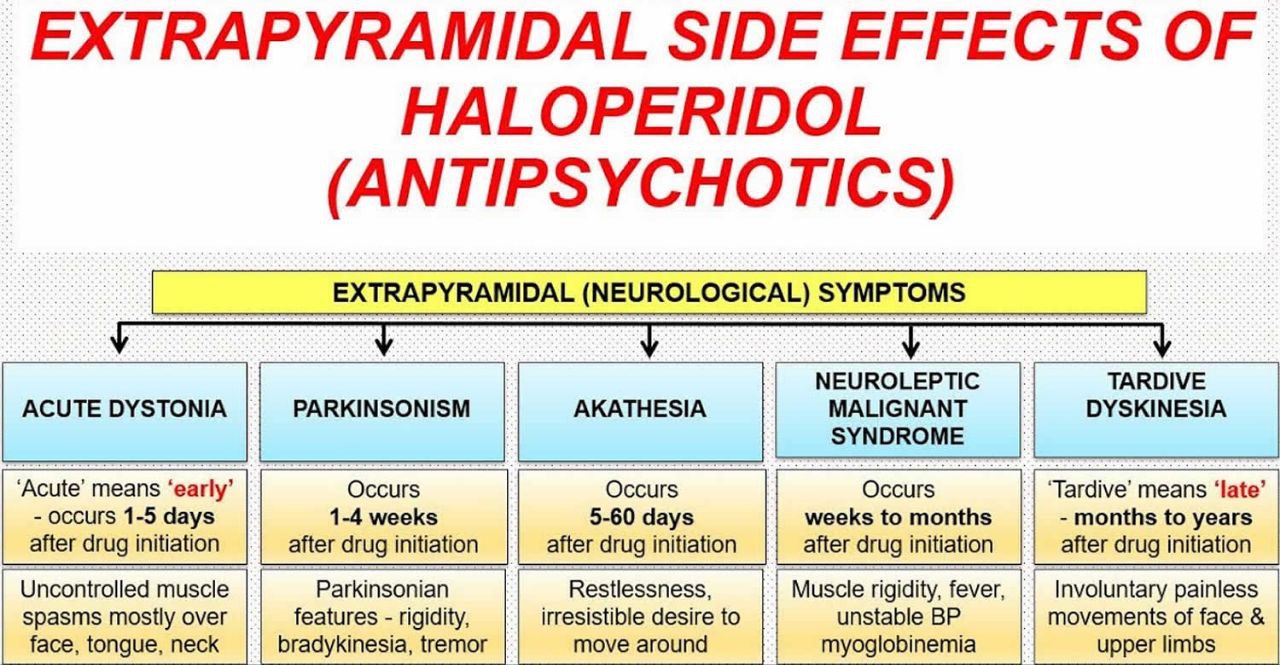 EXTRAPYRAMIDAL SIDE EFFECTS OF
HALOPERIDOL
(ANTIPSYCHOTICS)
EXTRAPYRAMIDAL (NEUROLOGICAL) SYMPTOMS
ACUTE DYSTONIA
PARKINSONISM
AKATHESIA
NEUROLEPTIC
MALIGNANT
SYNDROME
TARDIVE
DYSKINESIA
‘Acute’ means ‘early’
- occurs 1-5 days
after drug initiation
Occurs
1-4 weeks
after drug initiation
Occurs
5-60 days
after drug initiation
Occurs
weeks to months
after drug initiation
‘Tardive’ means ‘late’
- months to years
after drug initiation
Uncontrolled muscle
spasms mostly over
face, tongue, neck
Parkinsonian
features - rigidity,
bradykinesia, tremor
Restlessness,
irresistible desire to
move around
Muscle rigidity, fever,
unstable BP
myoglobinemia
Involuntary painless
movements of face &
upper limbs